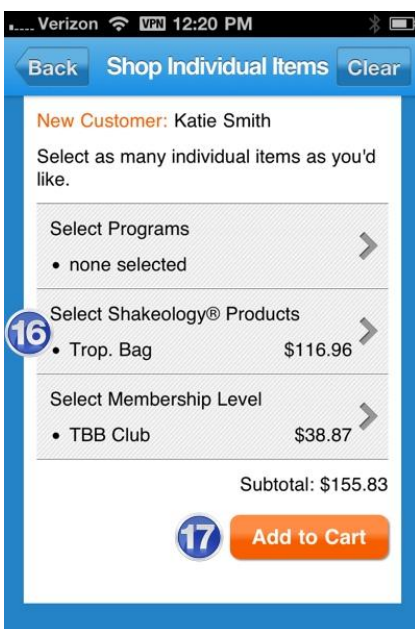 Verizon VPN 12:20 PM
Back Shop Individual Items Clear
New Customer: Katie Smith
Select as many individual items as you'd
like.
Select Programs
• none selected
16 Select Shakeology® Products
• Trop. Bag $116.96
Select Membership Level
• TBB Club $38.87
Subtotal: $155.83
17 Add to Cart